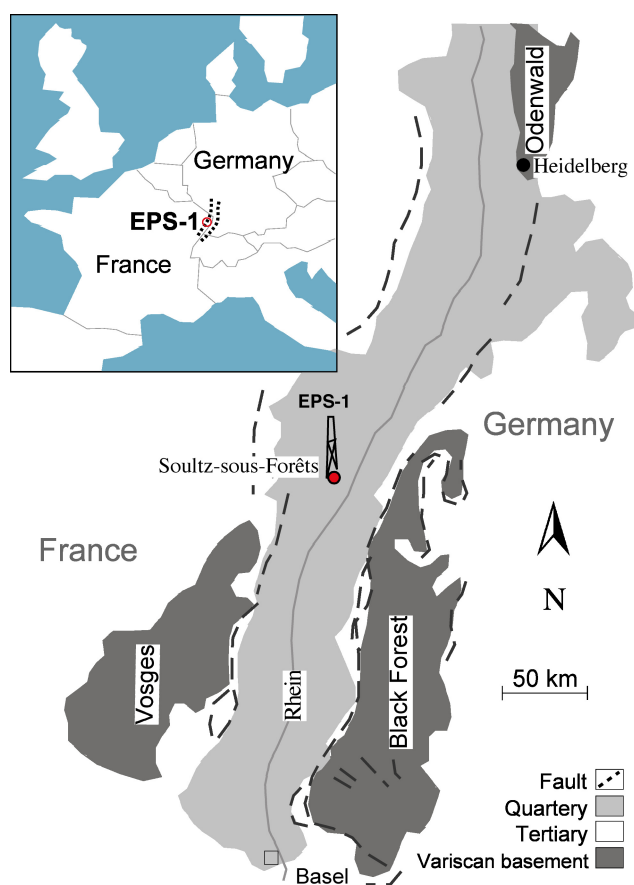 Germany
EPS-1
France
Odenwald
Heidelberg
EPS-1
Soultz-sous-Forêts
Germany
France
N
Vosges
Rhein
Black Forest
50 km
Fault
Quartery
Tertiary
Variscan basement
Basel